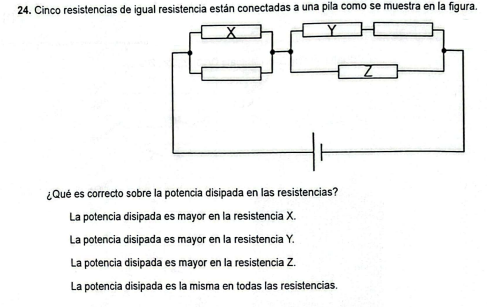 24. Cinco resistencias de igual resistencia están conectadas a una pila como se muestra en la figura.
X
Y
Z
¿Qué es correcto sobre la potencia disipada en las resistencias?
La potencia disipada es mayor en la resistencia X.
La potencia disipada es mayor en la resistencia Y.
La potencia disipada es mayor en la resistencia Z.
La potencia disipada es la misma en todas las resistencias.